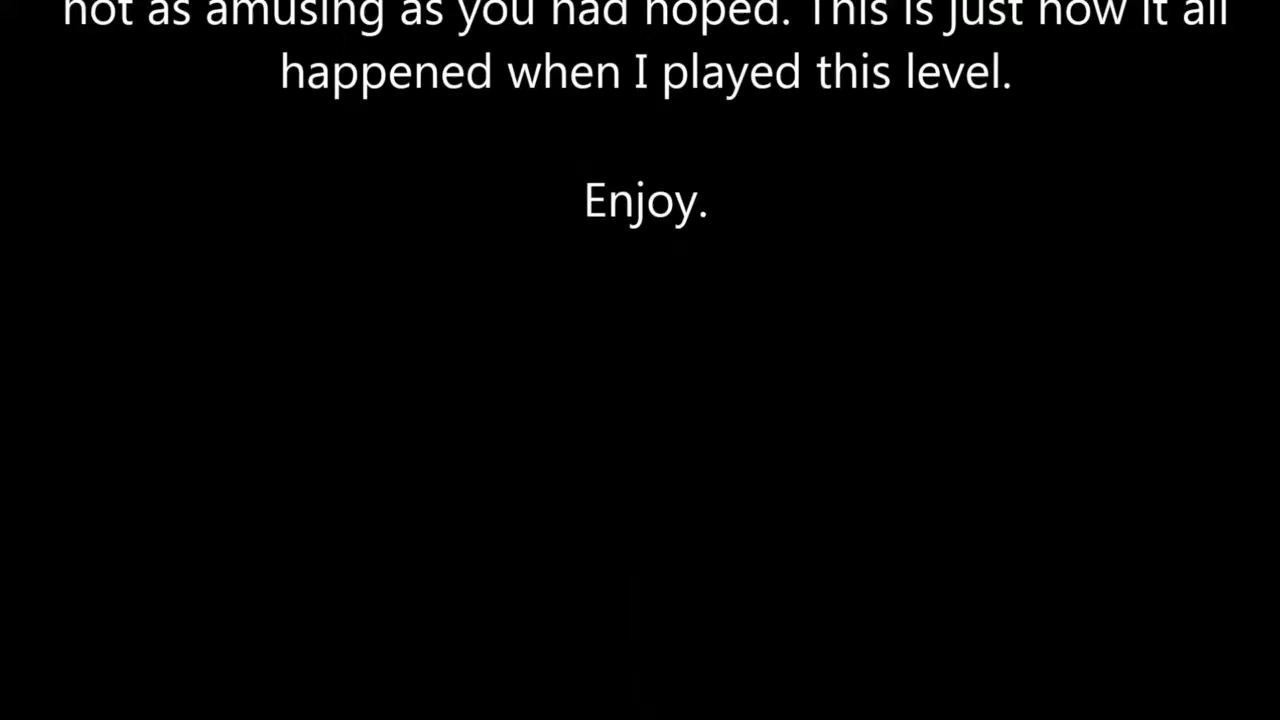 not as amusing as you had hoped. This is just how it all
happened when I played this level.
Enjoy.